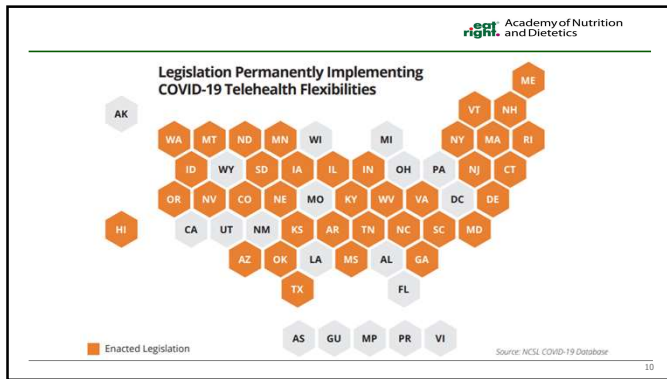 eat right. Academy of Nutrition
and Dietetics
Legislation Permanently Implementing
COVID-19 Telehealth Flexibilities
ME
AK
VT NH
WA MT ND MN WI MI NY MA RI
ID WY SD IA IL IN OH PA NJ CT
OR NV CO NE MO KY WV VA DC DE
HI CA UT NM KS AR TN NC SC MD
AZ OK LA MS AL GA
TX FL
AS GU MP PR VI
Enacted Legislation
Source: NCSL COVID-19 Database
10